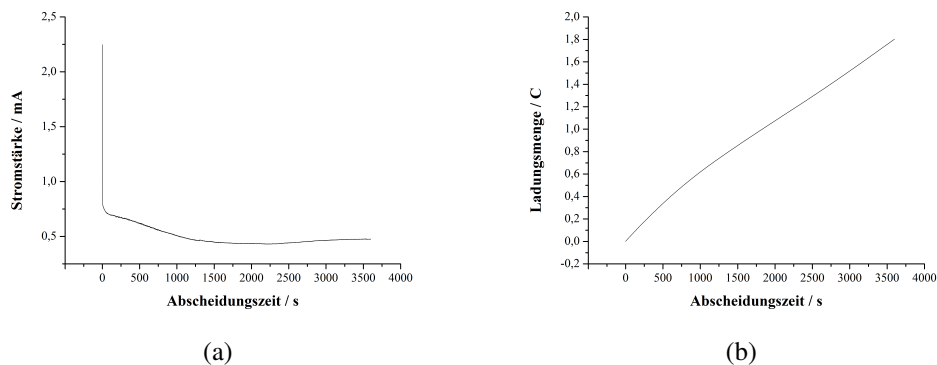 2,5
2,0
1,5
1,0
0,5
0 500 1000 1500 2000 2500 3000 3500 4000
Stromstärke / mA
Abscheidungszeit / s
(a)
2,0
1,8
1,6
1,4
1,2
1,0
0,8
0,6
0,4
0,2
0,0
-0,2
0 500 1000 1500 2000 2500 3000 3500 4000
Ladungsmenge / C
Abscheidungszeit / s
(b)